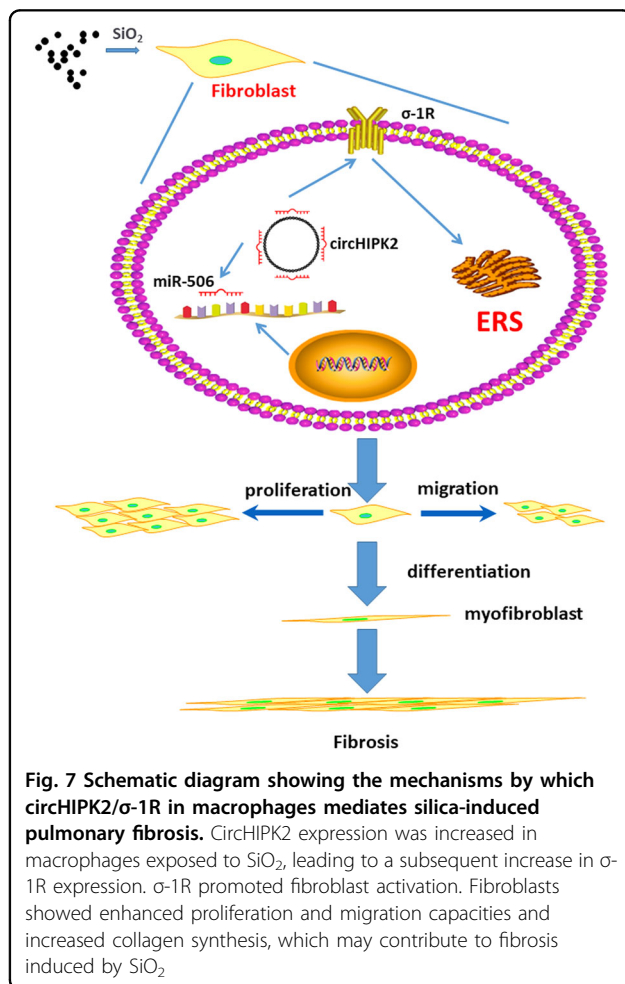 SiO₂
Fibroblast
σ-1R
circHIPK2
miR-506
ERS
proliferation
migration
differentiation
myofibroblast
Fibrosis
Fig. 7 Schematic diagram showing the mechanisms by which
circHIPK2/σ-1R in macrophages mediates silica-induced
pulmonary fibrosis. CircHIPK2 expression was increased in
macrophages exposed to SiO₂, leading to a subsequent increase in σ-
1R expression. σ-1R promoted fibroblast activation. Fibroblasts
showed enhanced proliferation and migration capacities and
increased collagen synthesis, which may contribute to fibrosis
induced by SiO₂